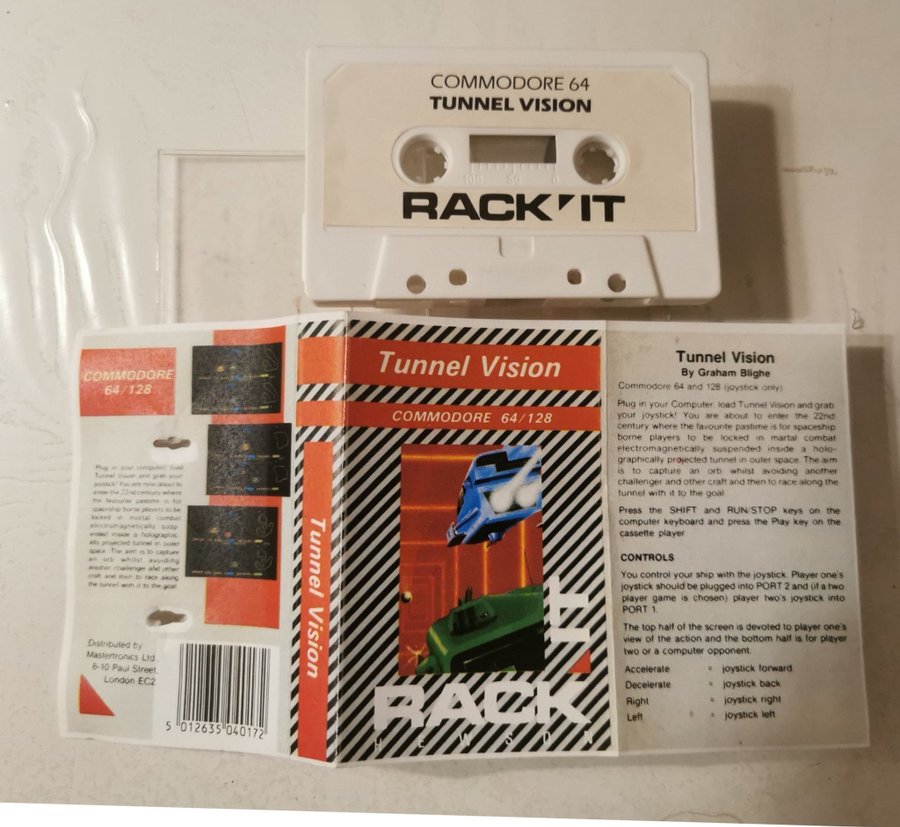 COMMODORE 64
TUNNEL VISION
100 50 0
RACK'IT
COMMODORE
64/128
Plug in your computer, load
Tunnel Vision and grab your
joystick! You are now about to
enter the 22nd century where
the favourite pastime is for
spaceship borne players to be
locked in martal combat
electromagnetically susp-
ended inside a holographic-
ally projected tunnel in outer
space. The aim is to capture
an orb whilst avoiding
another challenger and other
craft and then to race along
the tunnel with it to the goal
Distributed by
Mastertronics Ltd.,
8-10 Paul Street,
London EC2
5 012635 040172
Tunnel Vision
Tunnel Vision
COMMODORE 64/128
RACK IT
HEWSON
Tunnel Vision
By Graham Blighe
Commodore 64 and 128 (joystick only)
Plug in your Computer, load Tunnel Vision and grab
your joystick! You are about to enter the 22nd
century where the favourite pastime is for spaceship
borne players to be locked in martal combat
electromagnetically suspended inside a holo-
graphically projected tunnel in outer space. The aim
is to capture an orb whilst avoiding another
challenger and other craft and then to race along the
tunnel with it to the goal
Press the SHIFT and RUN/STOP keys on the
computer keyboard and press the Play key on the
cassette player
CONTROLS
You control your ship with the joystick. Player one's
joystick should be plugged into PORT 2 and (if a two
player game is chosen) player two's joystick into
PORT 1.
The top half of the screen is devoted to player one's
view of the action and the bottom half is for player
two or a computer opponent.
Accelerate = joystick forward
Decelerate = joystick back
Right = joystick right
Left = joystick left